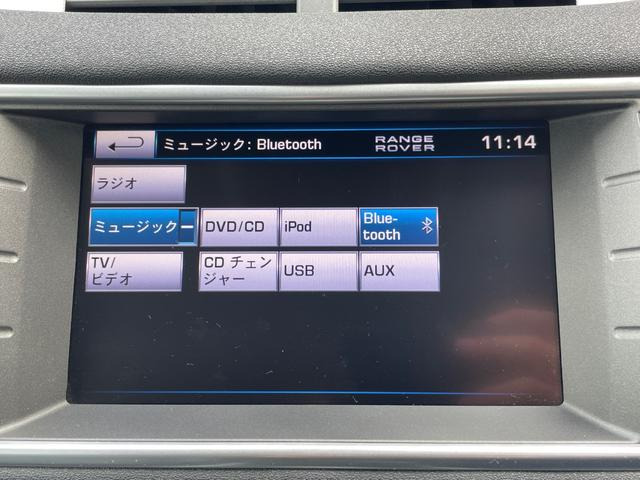 ミュージック: Bluetooth
RANGE
ROVER
11:14
ラジオ
ミュージック
DVD/CD
iPod
Blue-
tooth
TV/
ビデオ
CD チェン
ジャー
USB
AUX